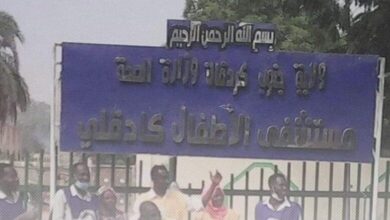 بسم الله الرحمن الرحيم
ولاية جنوب كردفان وزارة الصحة
مستشفى الأطفال كادقلي